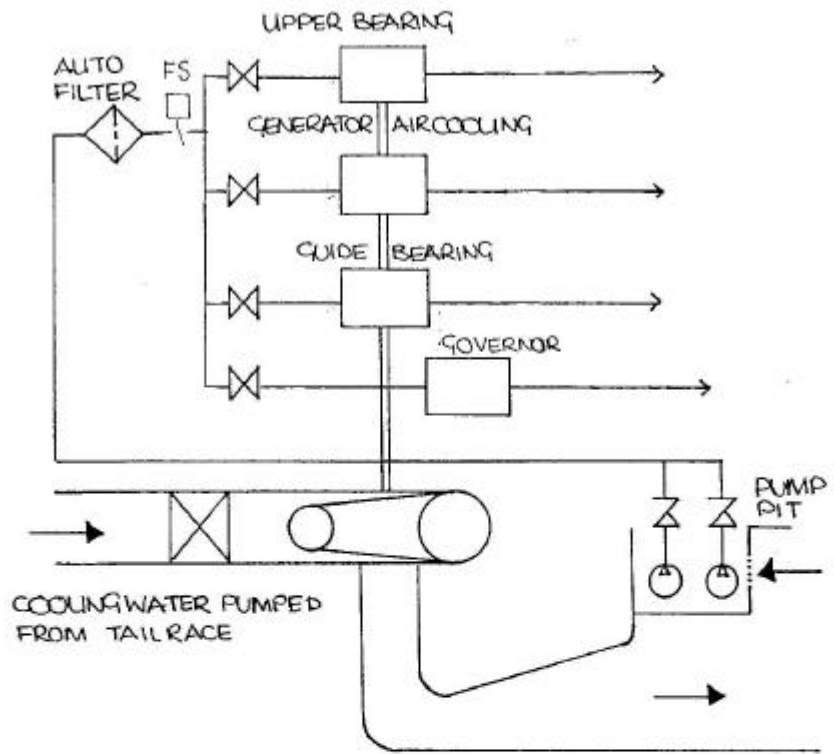 UPPER BEARING
AUTO
FILTER
FS
GENERATOR AIRCOOLING
GUIDE BEARING
GOVERNOR
PUMP
PIT
COOLINGWATER PUMPED
FROM TAILRACE